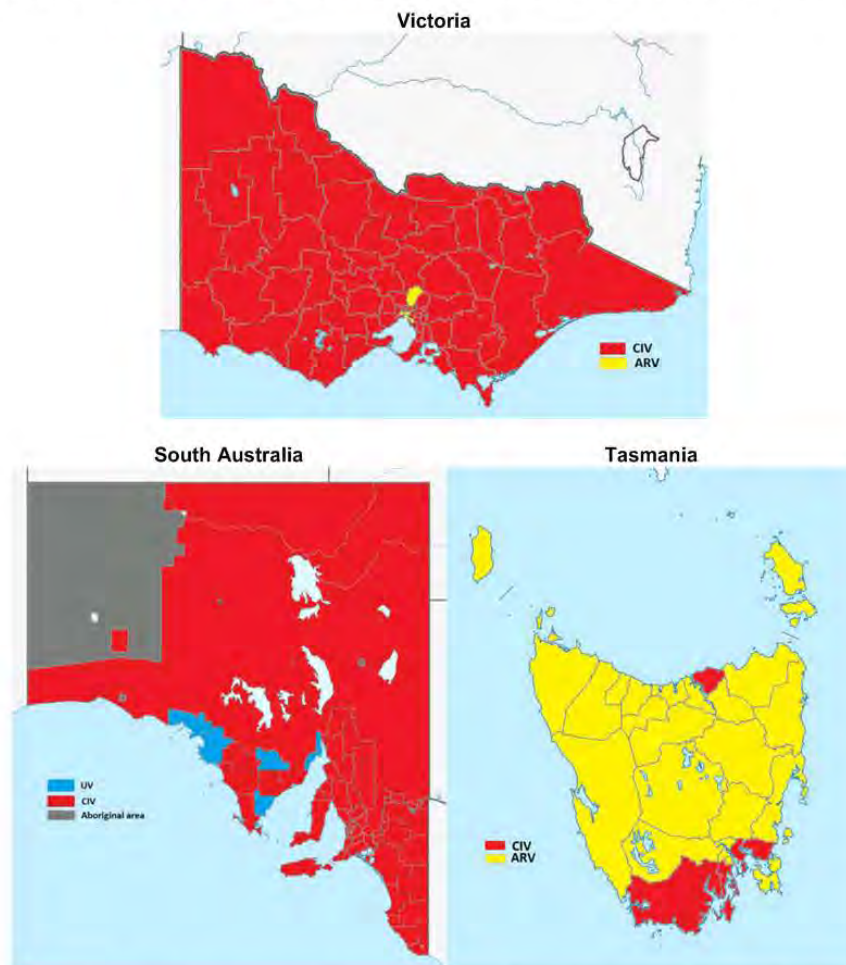 Victoria
CIV
ARV
South Australia
UV
CIV
Aboriginal area
Tasmania
CIV
ARV